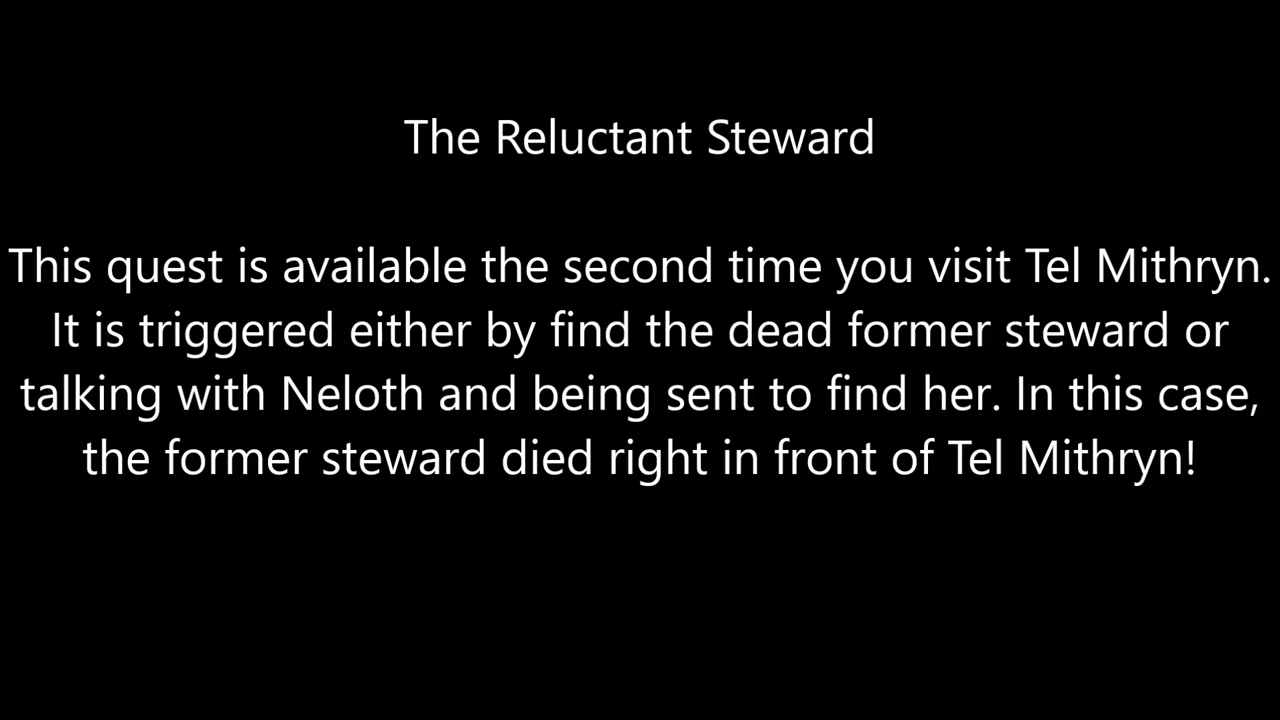 The Reluctant Steward
This quest is available the second time you visit Tel Mithryn.
It is triggered either by find the dead former steward or
talking with Neloth and being sent to find her. In this case,
the former steward died right in front of Tel Mithryn!